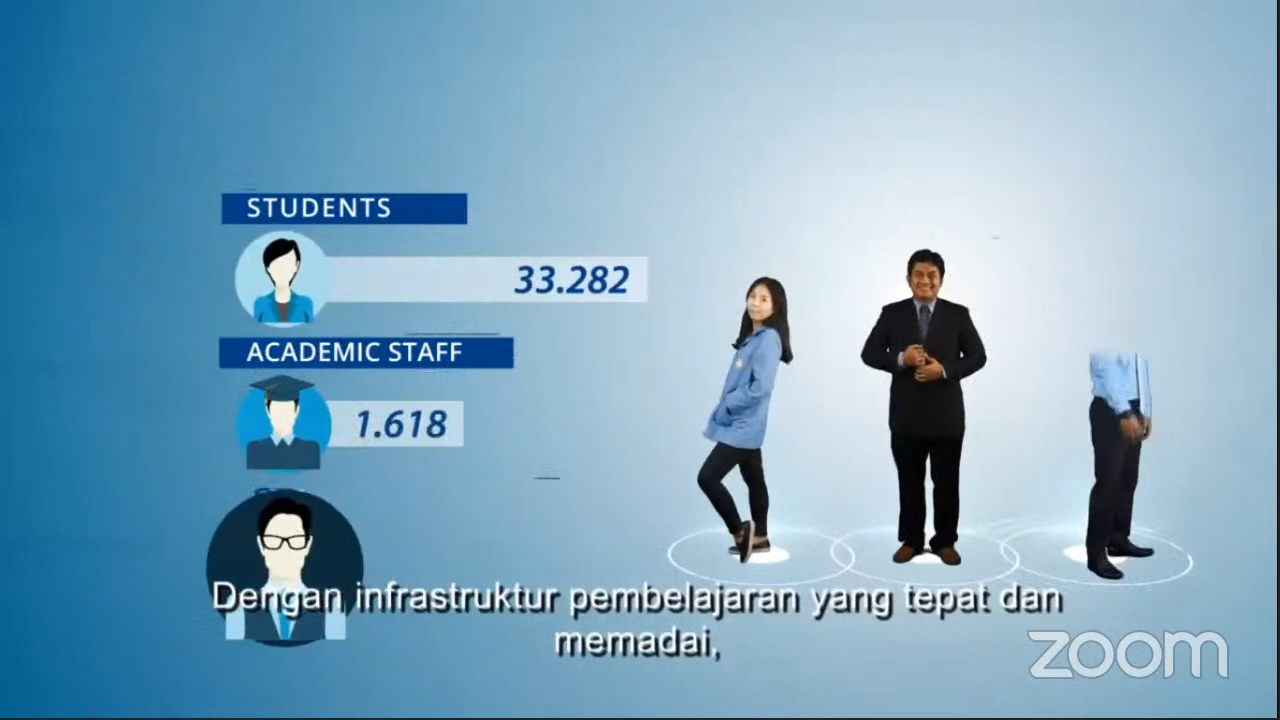 STUDENTS
33.282
ACADEMIC STAFF
1.618
Dengan infrastruktur pembelajaran yang tepat dan
memadai,
zoom